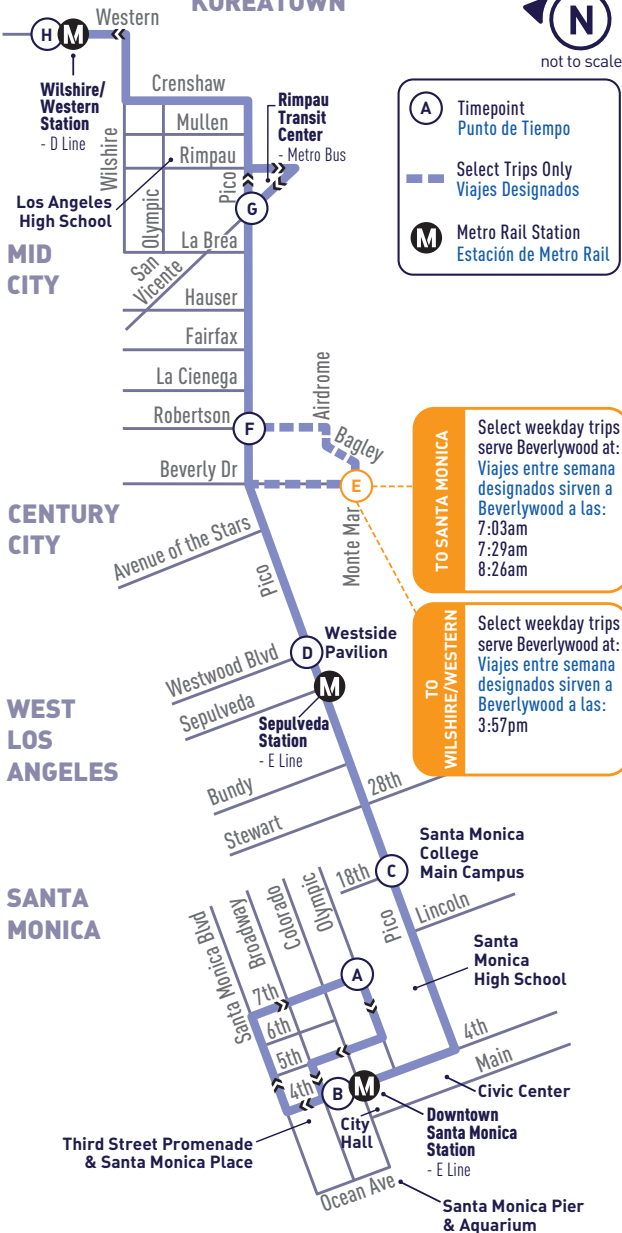 KOREATOWN
Western
H
M
N
not to scale
Wilshire/
Western
Station
- D Line
Crenshaw
Mullen
Rimpau
Wilshire
Olympic
Pico
Rimpau
Transit
Center
- Metro Bus
A
Timepoint
Punto de Tiempo
Select Trips Only
Viajes Designados
M
Metro Rail Station
Estación de Metro Rail
Los Angeles
High School
G
MID
CITY
La Brea
San
Vicente
Hauser
Fairfax
La Cienega
Robertson
F
Airdrome
Bagley
Beverly Dr
E
Monte Mar
TO SANTA MONICA
Select weekday trips
serve Beverlywood at:
Viajes entre semana
designados sirven a
Beverlywood a las:
7:03am
7:29am
8:26am
CENTURY
CITY
Avenue of the Stars
Pico
TO
WILSHIRE/WESTERN
Select weekday trips
serve Beverlywood at:
Viajes entre semana
designados sirven a
Beverlywood a las:
3:57pm
D
Westside
Pavilion
Westwood Blvd
M
Sepulveda
Sepulveda
Station
- E Line
WEST
LOS
ANGELES
Bundy
28th
Stewart
Santa Monica
College
Main Campus
18th
C
SANTA
MONICA
Santa Monica Blvd
Broadway
Colorado
Olympic
Pico
Lincoln
Santa
Monica
High School
A
7th
6th
5th
4th
4th
Main
B
M
Civic Center
City
Hall
Downtown
Santa Monica
Station
- E Line
Third Street Promenade
& Santa Monica Place
Ocean Ave
Santa Monica Pier
& Aquarium